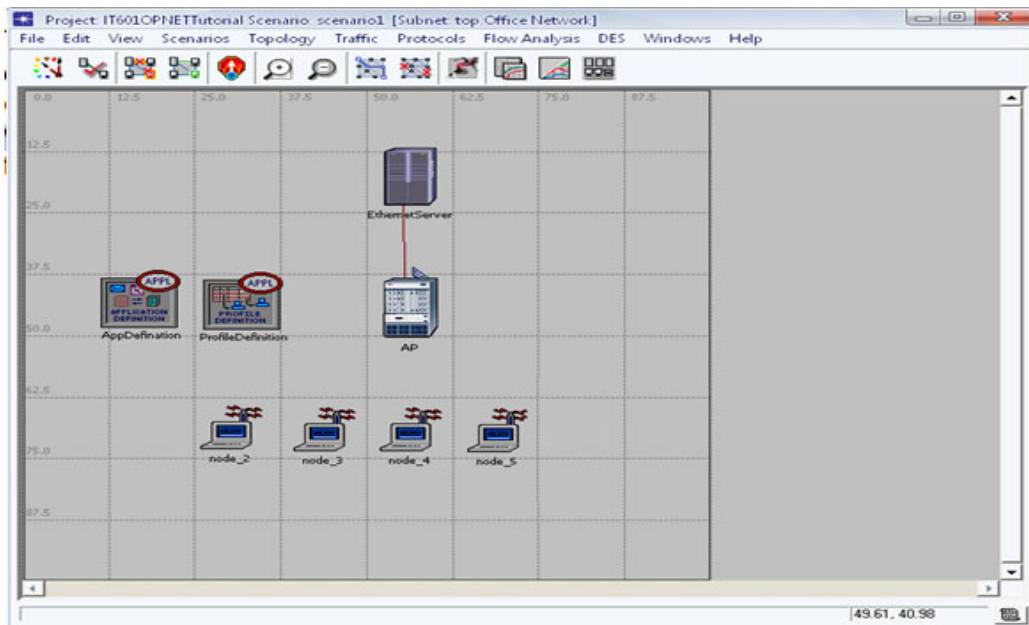 Project: IT601OPNETTutorial Scenario: scenario1 [Subnet: top.Office Network]
File Edit View Scenarios Topology Traffic Protocols Flow Analysis DES Windows Help
0.0 12.5 25.0 37.5 50.0 62.5 75.0 87.5
12.5
25.0
EthernetServer
37.5
APPL APPL
APPLICATION DEFINITION PROFILE DEFINITION
50.0
AppDefination ProfileDefinition AP
62.5
75.0
node_2 node_3 node_4 node_5
87.5
49.61, 40.98